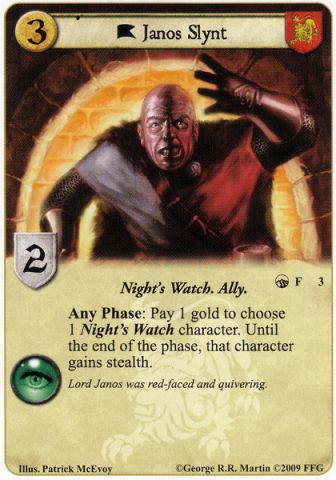 3
Janos Slynt
2
Night's Watch. Ally.
F 3
Any Phase: Pay 1 gold to choose
1 Night's Watch character. Until
the end of the phase, that character
gains stealth.
Lord Janos was red-faced and quivering.
Illus. Patrick McEvoy
©George R.R. Martin ©2009 FFG